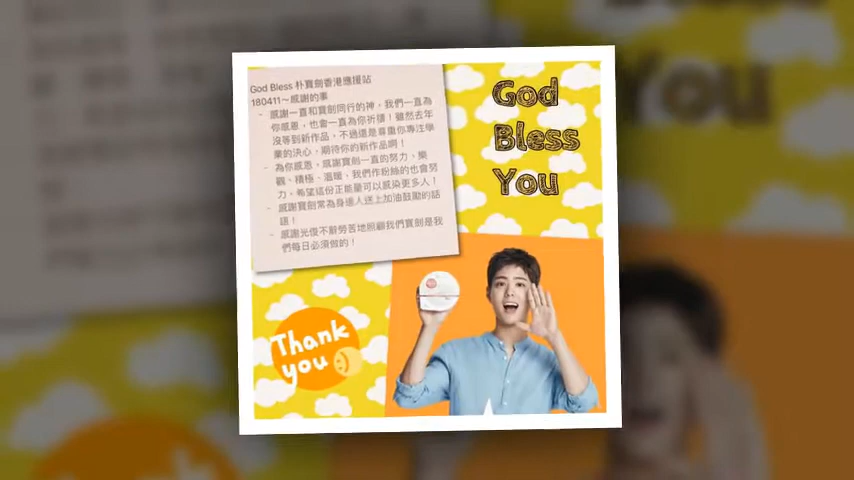 God Bless 朴寶劍香港應援站
180411～感謝的事
- 感謝一直和寶劍同行的神，我們一直為
你感恩，也會一直為你祈禱！雖然去年
沒等到新作品，不過還是尊重你專注學
業的決心，期待你的新作品啊！
- 為你感恩，感謝寶劍一直的努力、樂
觀、積極、溫暖，我們作粉絲的也會努
力，希望這份正能量可以感染更多人！
- 感謝寶劍常為身邊人送上加油鼓勵的話
語！
- 感謝光復不辭勞苦地照顧我們寶劍是我
們每日必須做的！
God
Bless
You
Thank
you